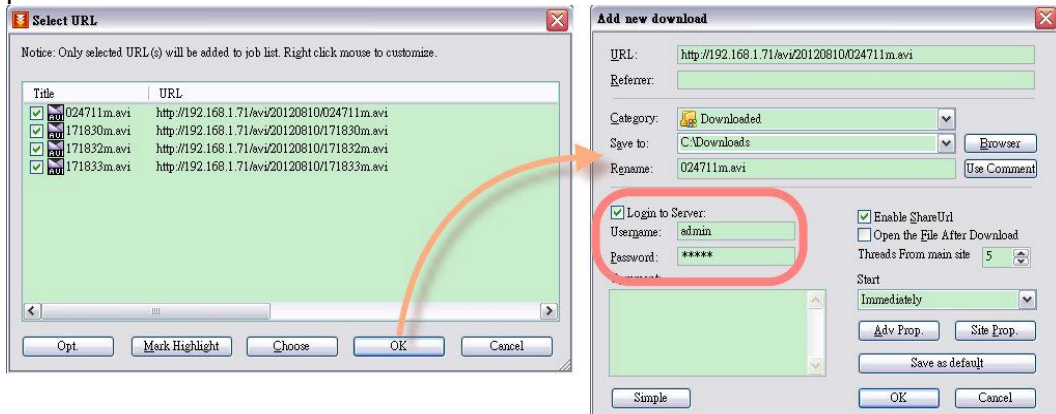 Select URL
Notice: Only selected URL(s) will be added to job list. Right click mouse to customize.
Title URL
024711m.avi http://192.168.1.71/avi/20120810/024711m.avi
171830m.avi http://192.168.1.71/avi/20120810/171830m.avi
171832m.avi http://192.168.1.71/avi/20120810/171832m.avi
171833m.avi http://192.168.1.71/avi/20120810/171833m.avi
Opt. Mark Highlight Choose OK Cancel
Add new download
URL: http://192.168.1.71/avi/20120810/024711m.avi
Referrer:
Category: Downloaded
Save to: C:\Downloads Browser
Rename: 024711m.avi Use Comment
Login to Server:
Username: admin
Password: *****
Enable ShareUrl
Open the File After Download
Threads From main site 5
Start
Immediately
Adv Prop. Site Prop.
Save as default
Simple OK Cancel